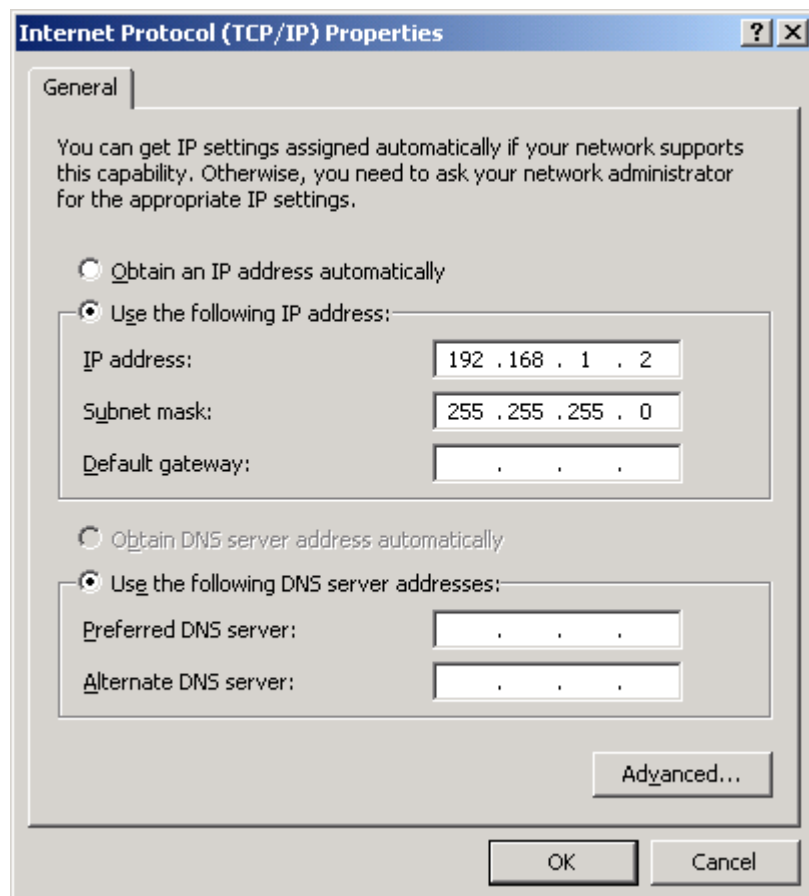 Internet Protocol (TCP/IP) Properties
General
You can get IP settings assigned automatically if your network supports
this capability. Otherwise, you need to ask your network administrator
for the appropriate IP settings.
Obtain an IP address automatically
Use the following IP address:
IP address: 192 . 168 . 1 . 2
Subnet mask: 255 . 255 . 255 . 0
Default gateway: . . .
Obtain DNS server address automatically
Use the following DNS server addresses:
Preferred DNS server: . . .
Alternate DNS server: . . .
Advanced...
OK Cancel